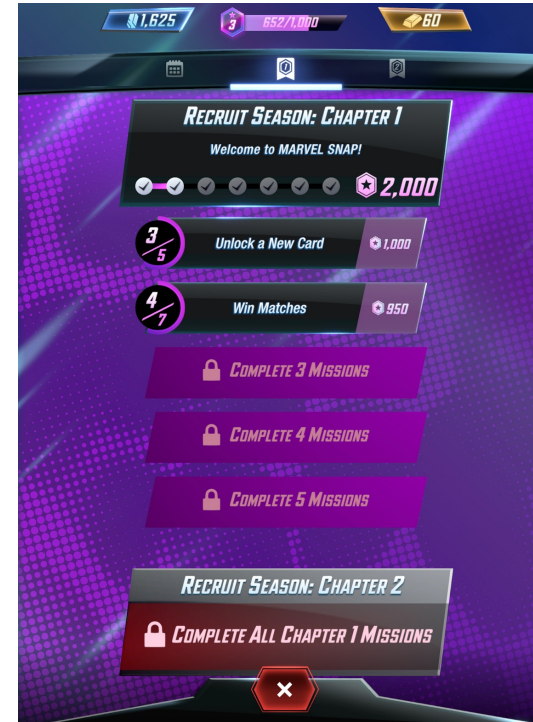 1,625
3
652/1,000
60
RECRUIT SEASON: CHAPTER 1
Welcome to MARVEL SNAP!
2,000
3/5
Unlock a New Card
1,000
4/7
Win Matches
950
COMPLETE 3 MISSIONS
COMPLETE 4 MISSIONS
COMPLETE 5 MISSIONS
RECRUIT SEASON: CHAPTER 2
COMPLETE ALL CHAPTER 1 MISSIONS